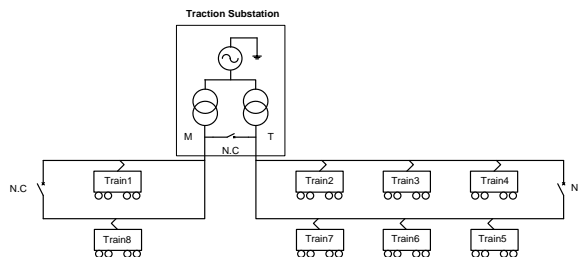 Traction Substation
M
T
N.C
Train1
Train2
Train3
Train4
N.C
N
Train8
Train7
Train6
Train5